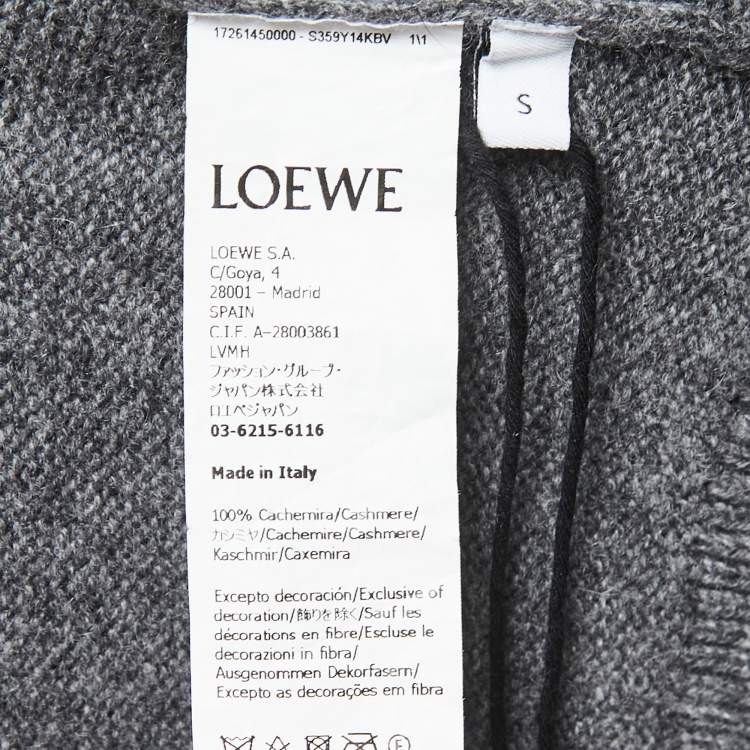 17261450000 - S359Y14KBV 1\1
S
LOEWE
LOEWE S.A.
C/Goya, 4
28001 – Madrid
SPAIN
C.I.F. A-28003861
LVMH
ファッション・グループ・
ジャパン株式会社
ロエベジャパン
03-6215-6116
Made in Italy
100% Cachemira/Cashmere/
カシミヤ/Cachemire/Cashmere/
Kaschmir/Caxemira
Excepto decoración/Exclusive of
decoration/飾りを除く/Sauf les
décorations en fibre/Escluse le
decorazioni in fibra/
Ausgenommen Dekorfasern/
Excepto as decorações em fibra